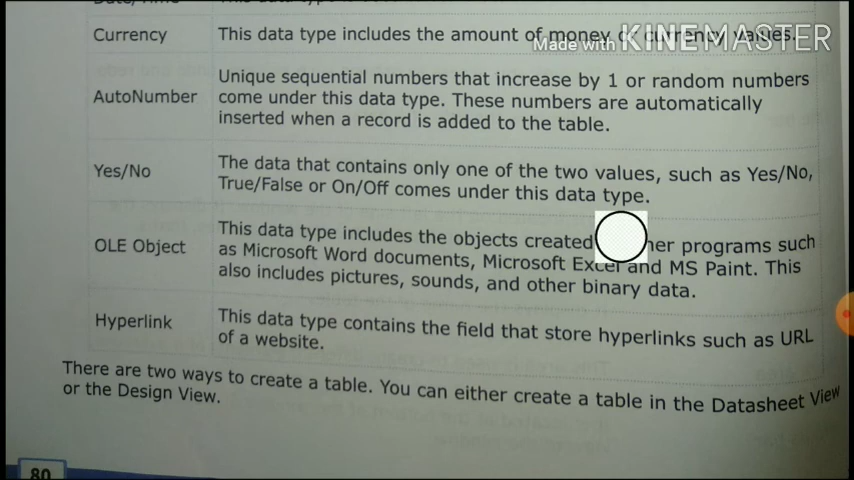 Currency This data type includes the amount of money or currency values.
Made with KINEMASTER
Unique sequential numbers that increase by 1 or random numbers
AutoNumber come under this data type. These numbers are automatically
inserted when a record is added to the table.
Yes/No The data that contains only one of the two values, such as Yes/No,
True/False or On/Off comes under this data type.
This data type includes the objects created programs such
OLE Object as Microsoft Word documents, Microsoft Excel and MS Paint. This
also includes pictures, sounds, and other binary data.
Hyperlink This data type contains the field that store hyperlinks such as URL
of a website.
There are two ways to create a table. You can either create a table in the Datasheet View
or the Design View.
80